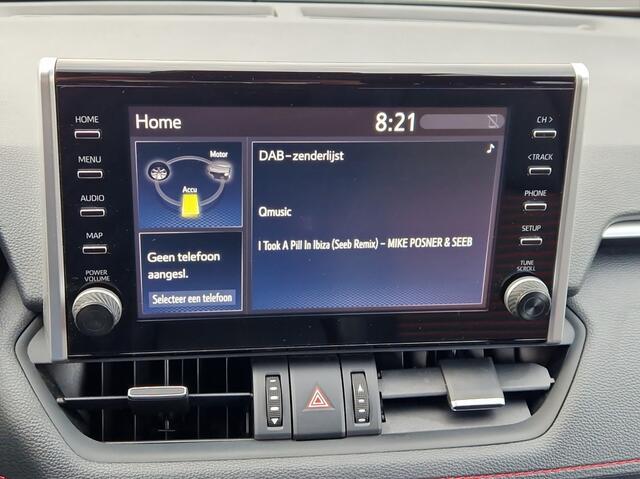 Home
8:21
HOME
MENU
AUDIO
MAP
POWER
VOLUME
Motor
Accu
Geen telefoon
aangesl.
Selecteer een telefoon
DAB-zenderlijst
Qmusic
I Took A Pill In Ibiza (Seeb Remix) – MIKE POSNER & SEEB
CH >
< TRACK
PHONE
SETUP
TUNE
SCROLL